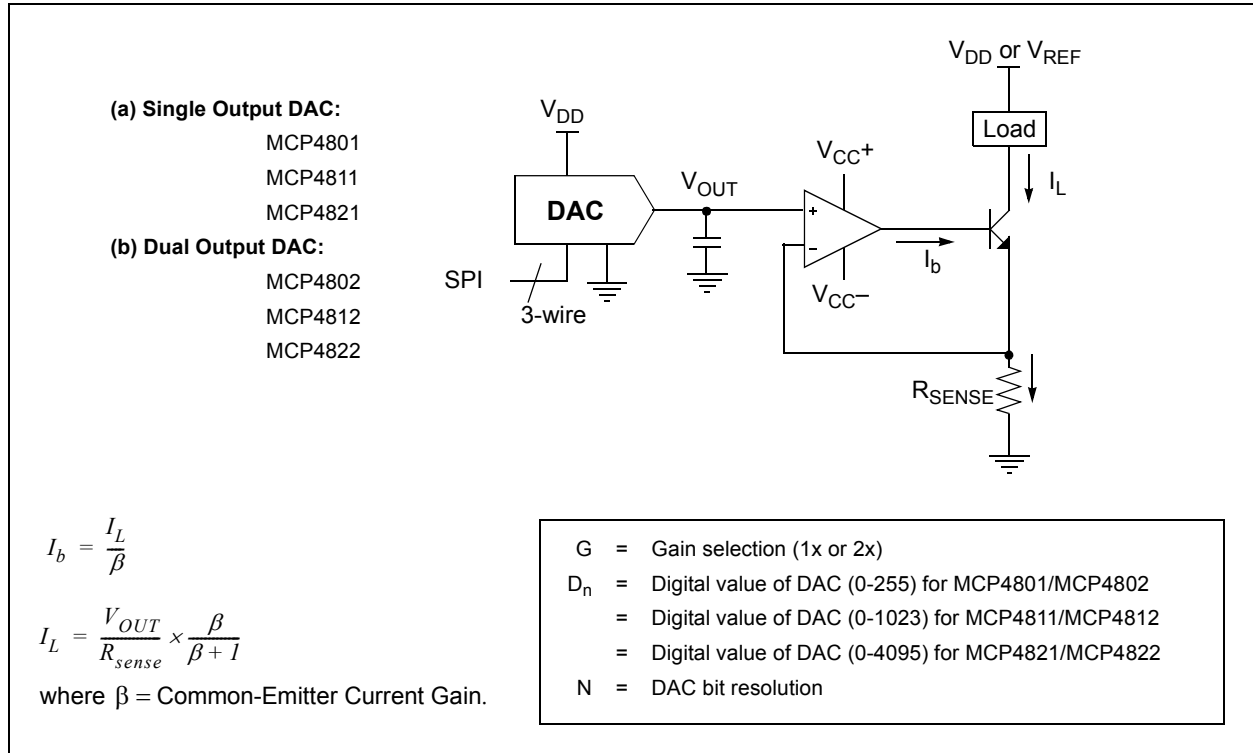 (a) Single Output DAC:
MCP4801
MCP4811
MCP4821
(b) Dual Output DAC:
MCP4802
MCP4812
MCP4822
V_DD
DAC
SPI
3-wire
V_OUT
V_CC+
+
–
V_CC–
I_b
V_DD or V_REF
Load
I_L
R_SENSE
I_b = I_L / β
I_L = V_OUT / R_sense × β / (β + 1)
where β = Common-Emitter Current Gain.
G = Gain selection (1x or 2x)
D_n = Digital value of DAC (0-255) for MCP4801/MCP4802
= Digital value of DAC (0-1023) for MCP4811/MCP4812
= Digital value of DAC (0-4095) for MCP4821/MCP4822
N = DAC bit resolution